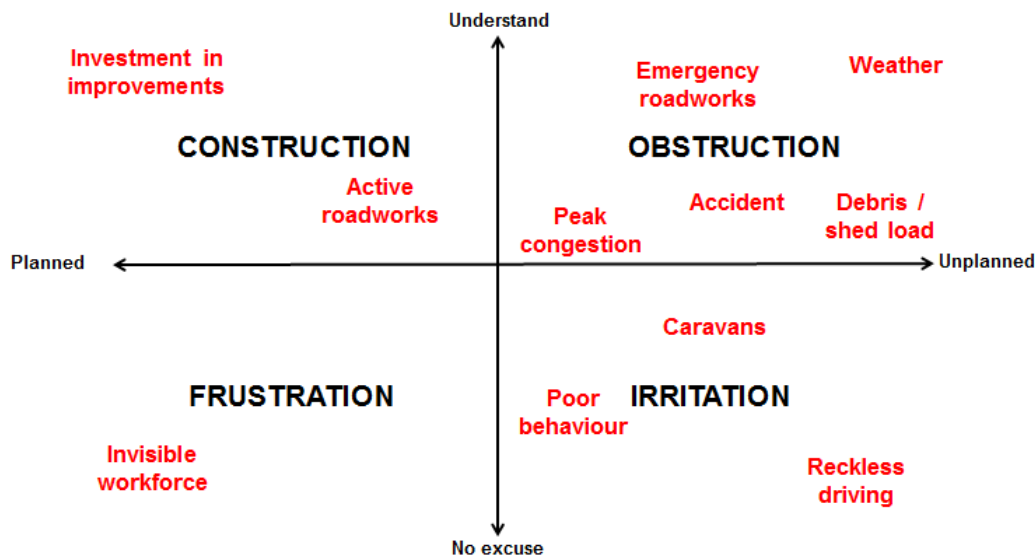 Understand
Investment in
improvements
Emergency
roadworks
Weather
CONSTRUCTION
OBSTRUCTION
Active
roadworks
Peak
congestion
Accident
Debris /
shed load
Planned
Unplanned
Caravans
FRUSTRATION
IRRITATION
Poor
behaviour
Invisible
workforce
Reckless
driving
No excuse